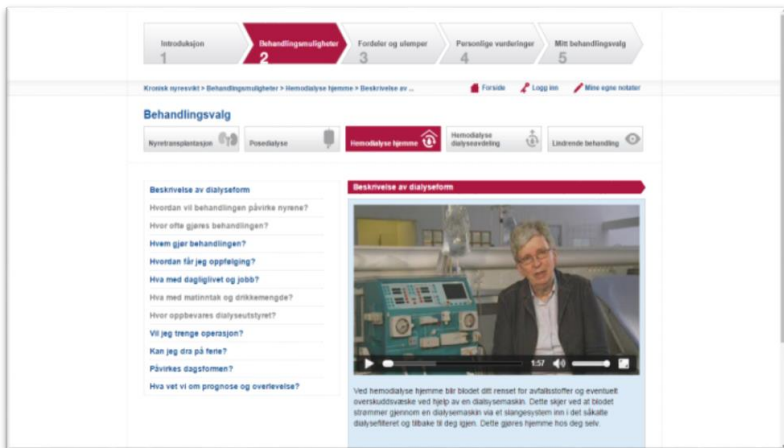 Introduksjon
1
Behandlingsmuligheter
2
Fordeler og ulemper
3
Personlige vurderinger
4
Mitt behandlingsvalg
5
Kronisk nyresvikt > Behandlingsmuligheter > Hemodialyse hjemme > Beskrivelse av ...
Forside
Logg inn
Mine egne notater
Behandlingsvalg
Nyretransplantasjon
Posedialyse
Hemodialyse hjemme
Hemodialyse
dialyseavdeling
Lindrende behandling
Beskrivelse av dialyseform
Hvordan vil behandlingen påvirke nyrene?
Hvor ofte gjøres behandlingen?
Hvem gjør behandlingen?
Hvordan får jeg oppfølging?
Hva med dagliglivet og jobb?
Hva med matinntak og drikkemengde?
Hvor oppbevares dialyseutstyret?
Vil jeg trenge operasjon?
Kan jeg dra på ferie?
Påvirkes dagsformen?
Hva vet vi om prognose og overlevelse?
Beskrivelse av dialyseform
1:57
Ved hemodialyse hjemme blir blodet ditt renset for avfallsstoffer og eventuelt
overskuddsvæske ved hjelp av en dialsysemaskin. Dette skjer ved at blodet
strømmer gjennom en dialysemaskin via et slangesystem inn i det såkalte
dialysefilteret og tilbake til deg igjen. Dette gjøres hjemme hos deg selv.